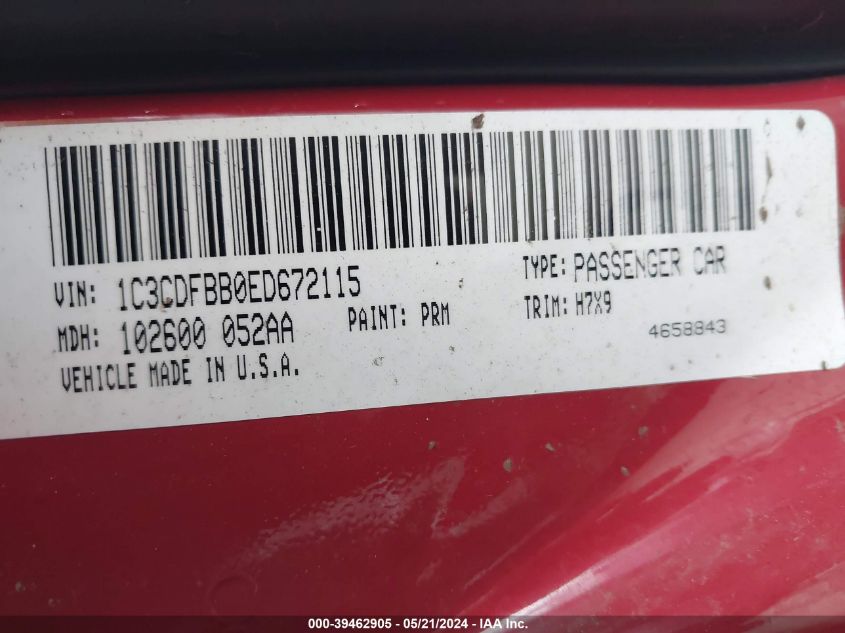 VIN: 1C3CDFBB0ED672115
TYPE: PASSENGER CAR
MDH: 102600 052AA
PAINT: PRM
TRIM: H7X9
VEHICLE MADE IN U.S.A.
4658843
000-39462905 / 05/21/2024 - IAA Inc.